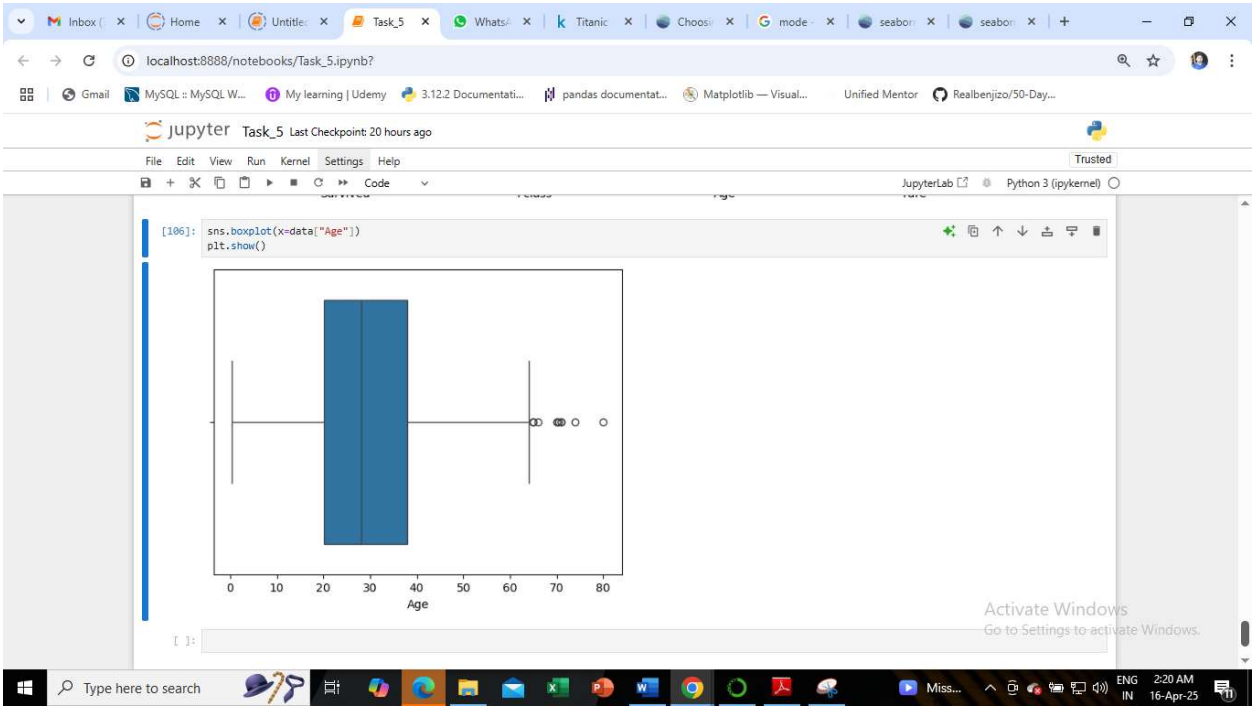 Inbox (
Home
Untitled
Task_5
WhatsA
Titanic
Choosi
mode -
seabor
seabor
localhost:8888/notebooks/Task_5.ipynb?
Gmail
MySQL :: MySQL W...
My learning | Udemy
3.12.2 Documentati...
pandas documentat...
Matplotlib — Visual...
Unified Mentor
Realbenjizo/50-Day...
jupyter Task_5 Last Checkpoint: 20 hours ago
File Edit View Run Kernel Settings Help
Trusted
Code
JupyterLab
Python 3 (ipykernel)
[106]: sns.boxplot(x=data["Age"])
plt.show()
0 10 20 30 40 50 60 70 80
Age
Activate Windows
Go to Settings to activate Windows.
[ ]:
Type here to search
Miss...
ENG 2:20 AM
IN 16-Apr-25